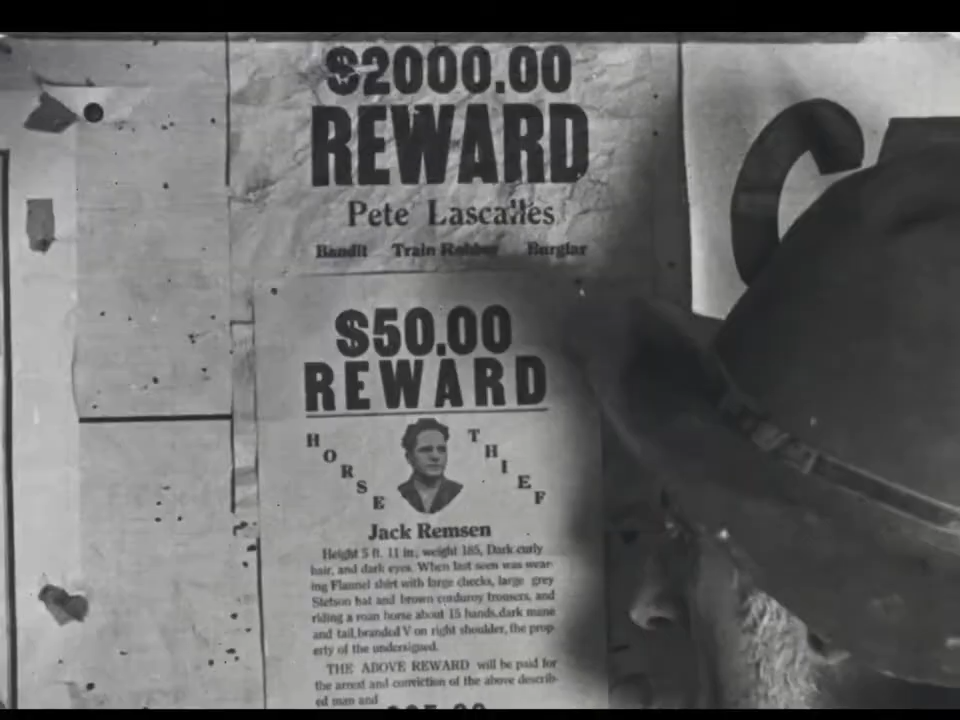 $2000.00
REWARD
Pete Lascalles
Bandit Train Robber Burglar
$50.00
REWARD
HORSE THIEF
Jack Remsen
Height 5 ft. 11 in., weight 185, Dark curly
hair, and dark eyes. When last seen was wear-
ing Flannel shirt with large checks, large grey
Stetson hat and brown corduroy trousers, and
riding a roan horse about 15 hands, dark mane
and tail, branded V on right shoulder, the prop-
erty of the undersigned.
THE ABOVE REWARD will be paid for
the arrest and conviction of the above describ-
ed man and